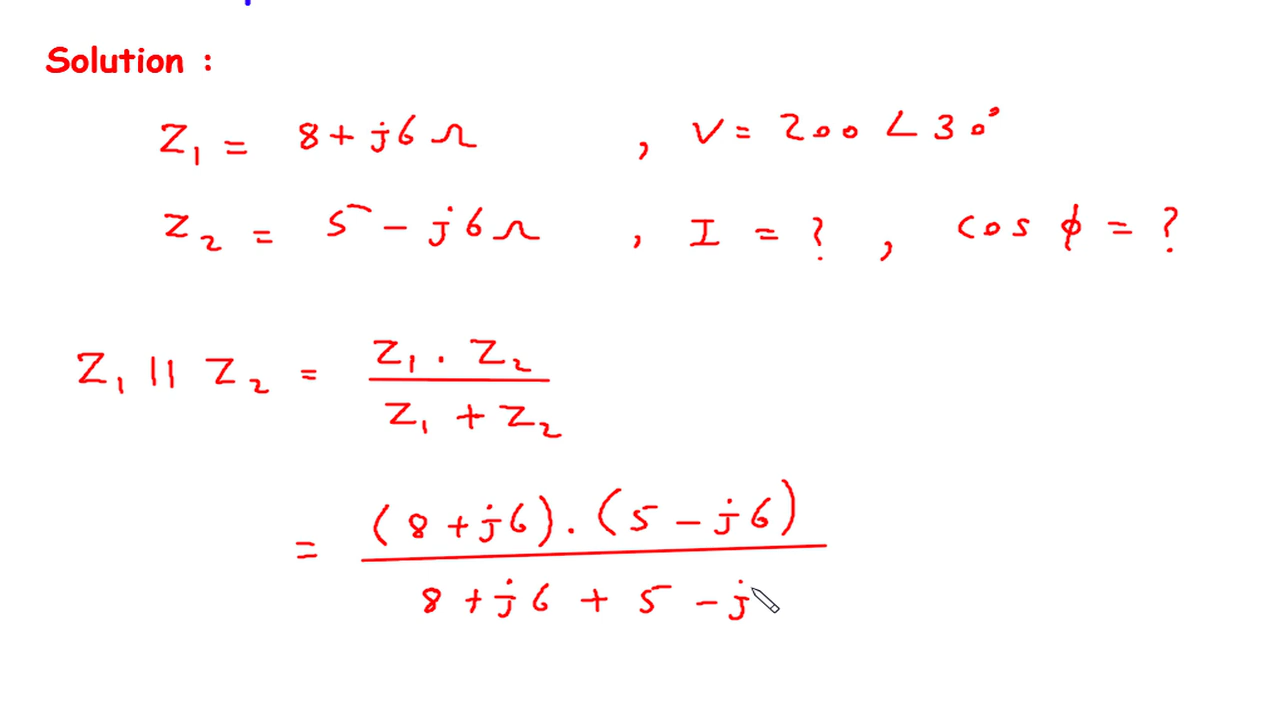 Solution :
Z₁ = 8 + j6 Ω , V = 200 ∠30°
Z₂ = 5 - j6 Ω , I = ? , cos ϕ = ?
Z₁ || Z₂ = Z₁ . Z₂ / Z₁ + Z₂
= (8 + j6) . (5 - j6) / 8 + j6 + 5 - j